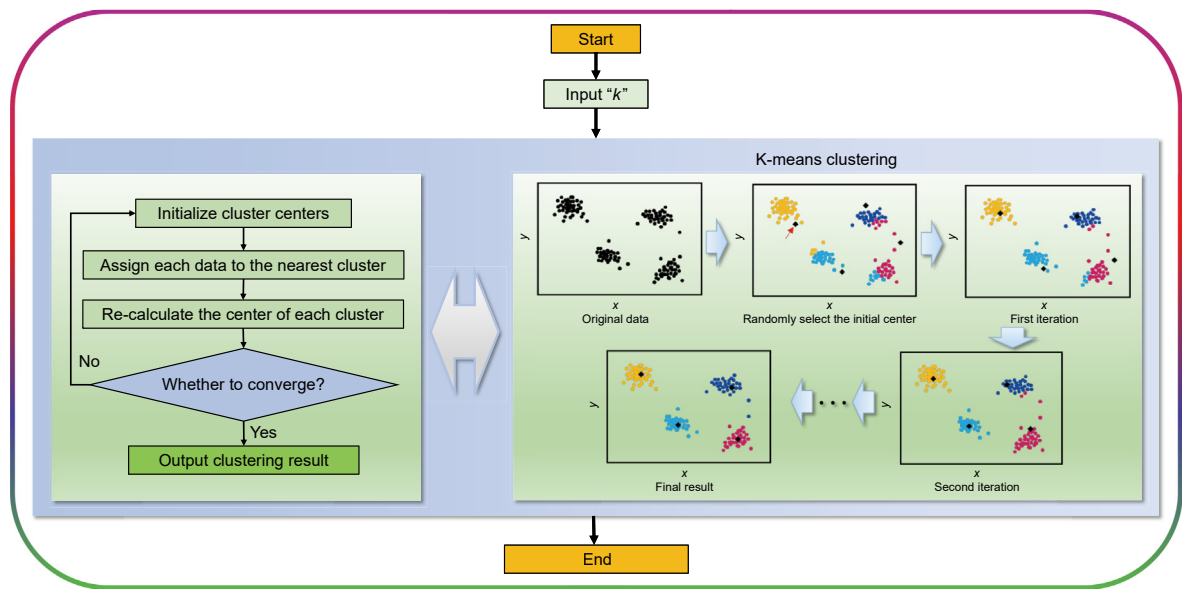 Start
Input “k”
K-means clustering
Initialize cluster centers
Assign each data to the nearest cluster
Re-calculate the center of each cluster
No
Whether to converge?
Yes
Output clustering result
y
x
Original data
y
x
Randomly select the initial center
y
x
First iteration
y
x
Final result
y
x
Second iteration
End